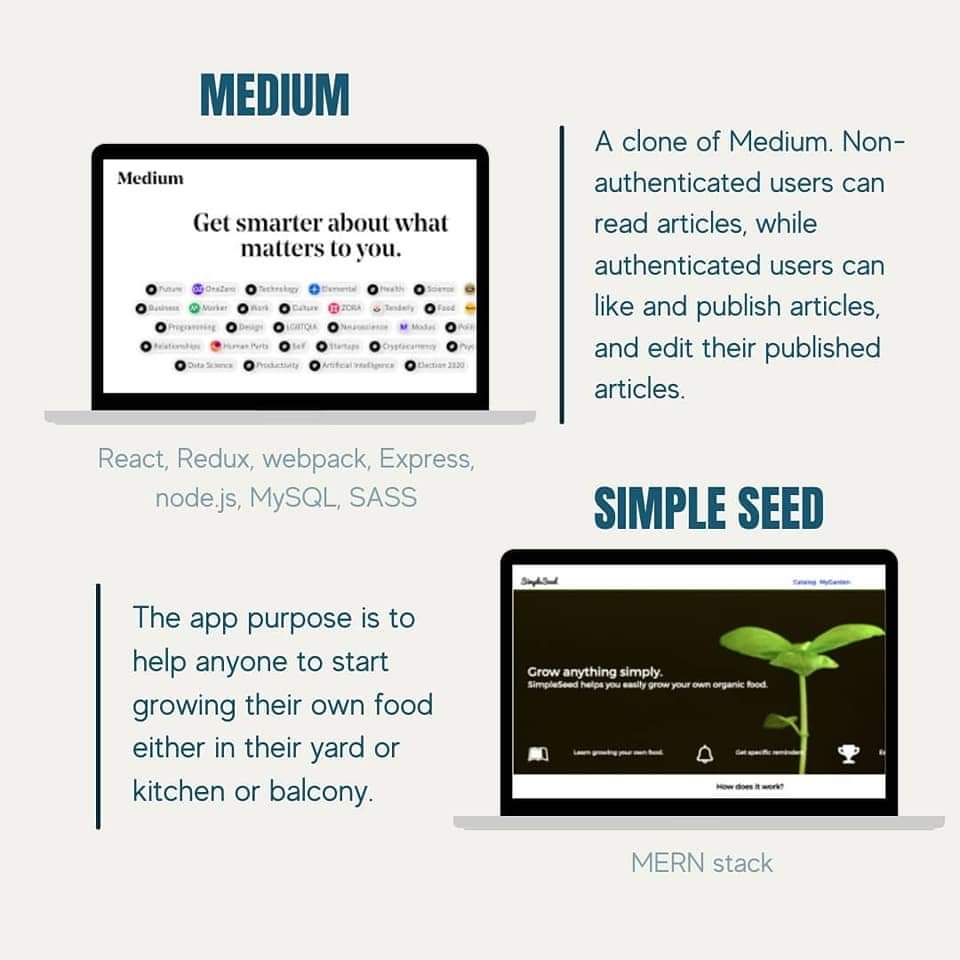 MEDIUM
Medium
Get smarter about what
matters to you.
Future OneZero Technology Elemental Health Science
Business Marker Work Culture ZORA Tenderly Food
Programming Design LGBTQIA Neuroscience Modus
Relationships Human Parts Self Startups Cryptocurrency
Data Science Productivity Artificial Intelligence Election 2020
React, Redux, webpack, Express,
node.js, MySQL, SASS
A clone of Medium. Non-
authenticated users can
read articles, while
authenticated users can
like and publish articles,
and edit their published
articles.
SIMPLE SEED
SimpleSeed
Catalog MyGarden
Grow anything simply.
SimpleSeed helps you easily grow your own organic food.
Learn growing your own food. Get specific reminders
How does it work?
MERN stack
The app purpose is to
help anyone to start
growing their own food
either in their yard or
kitchen or balcony.